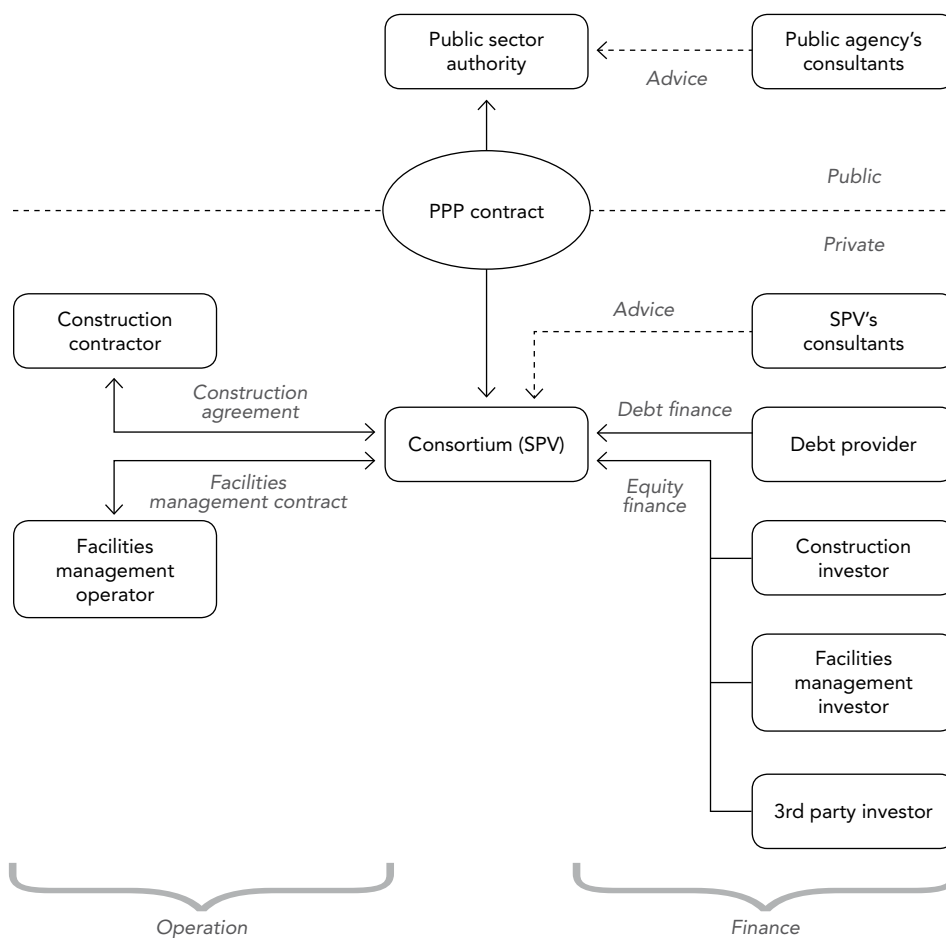 Public sector
authority
Public agency’s
consultants
Advice
PPP contract
Public
Private
Construction
contractor
Advice
SPV’s
consultants
Construction
agreement
Consortium (SPV)
Debt finance
Debt provider
Facilities
management contract
Equity
finance
Facilities
management
operator
Construction
investor
Facilities
management
investor
3rd party investor
Operation
Finance